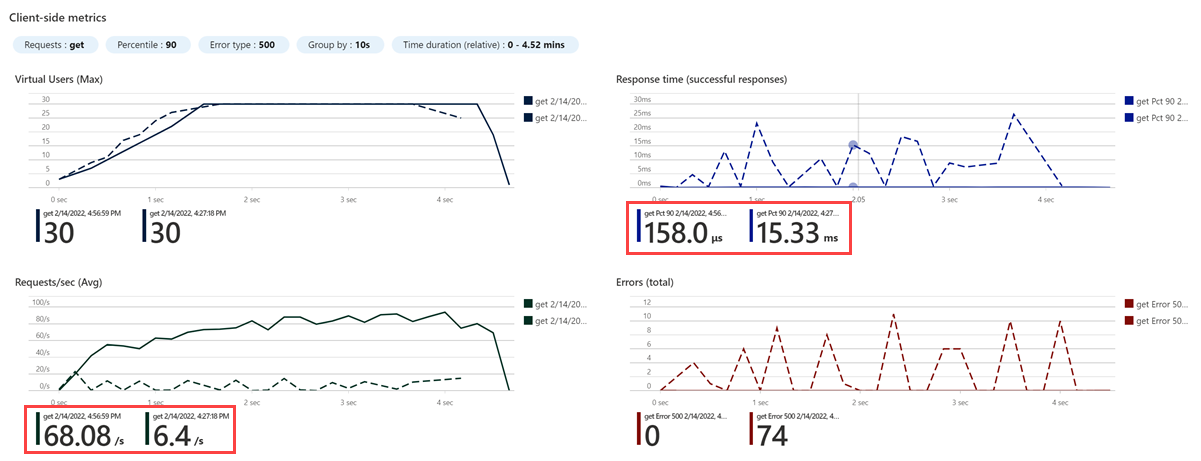 Client-side metrics
Requests : get Percentile : 90 Error type : 500 Group by : 10s Time duration (relative) : 0 - 4.52 mins
Virtual Users (Max)
30
25
20
15
10
5
0
0 sec 1 sec 2 sec 3 sec 4 sec
get 2/14/20...
get 2/14/20...
get 2/14/2022, 4:56:59 PM
30
get 2/14/2022, 4:27:18 PM
30
Response time (successful responses)
30ms
25ms
20ms
15ms
10ms
5ms
0ms
0 sec 1 sec 2.05 3 sec 4 sec
get Pct 90 2...
get Pct 90 2...
get Pct 90 2/14/2022, 4:56...
158.0 µs
get Pct 90 2/14/2022, 4:27...
15.33 ms
Requests/sec (Avg)
100/s
80/s
60/s
40/s
20/s
0/s
0 sec 1 sec 2 sec 3 sec 4 sec
get 2/14/20...
get 2/14/20...
get 2/14/2022, 4:56:59 PM
68.08 /s
get 2/14/2022, 4:27:18 PM
6.4 /s
Errors (total)
12
10
8
6
4
2
0
0 sec 1 sec 2 sec 3 sec 4 sec
get Error 50...
get Error 50...
get Error 500 2/14/2022, 4...
0
get Error 500 2/14/2022, 4...
74